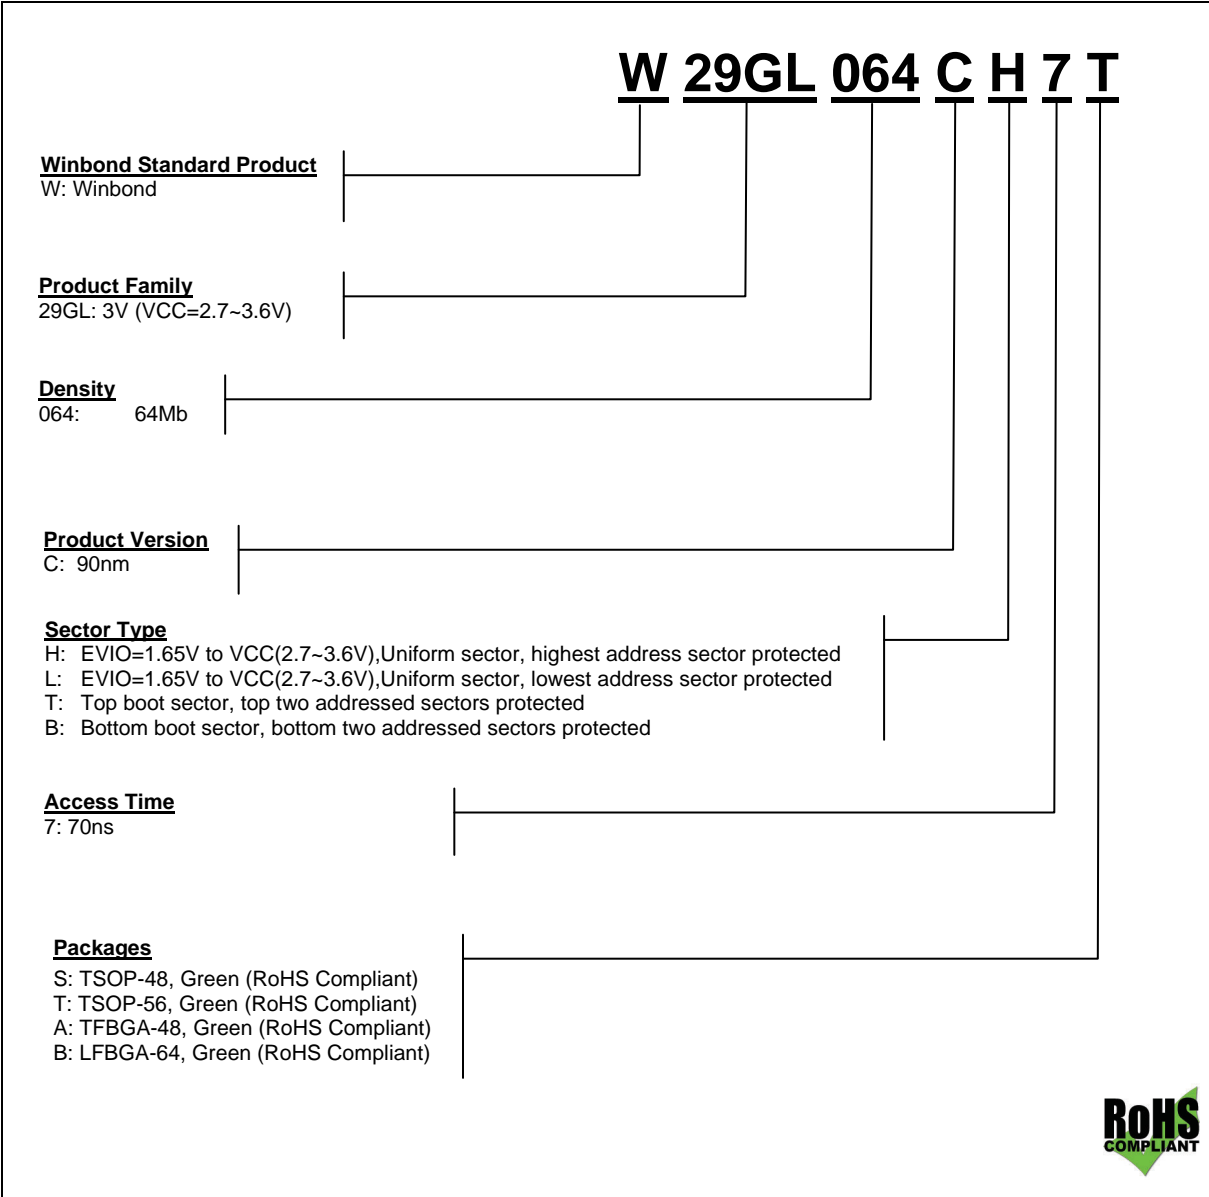 W 29GL 064 C H 7 T
Winbond Standard Product
W: Winbond
Product Family
29GL: 3V (VCC=2.7~3.6V)
Density
064: 64Mb
Product Version
C: 90nm
Sector Type
H: EVIO=1.65V to VCC(2.7~3.6V),Uniform sector, highest address sector protected
L: EVIO=1.65V to VCC(2.7~3.6V),Uniform sector, lowest address sector protected
T: Top boot sector, top two addressed sectors protected
B: Bottom boot sector, bottom two addressed sectors protected
Access Time
7: 70ns
Packages
S: TSOP-48, Green (RoHS Compliant)
T: TSOP-56, Green (RoHS Compliant)
A: TFBGA-48, Green (RoHS Compliant)
B: LFBGA-64, Green (RoHS Compliant)
RoHS
COMPLIANT